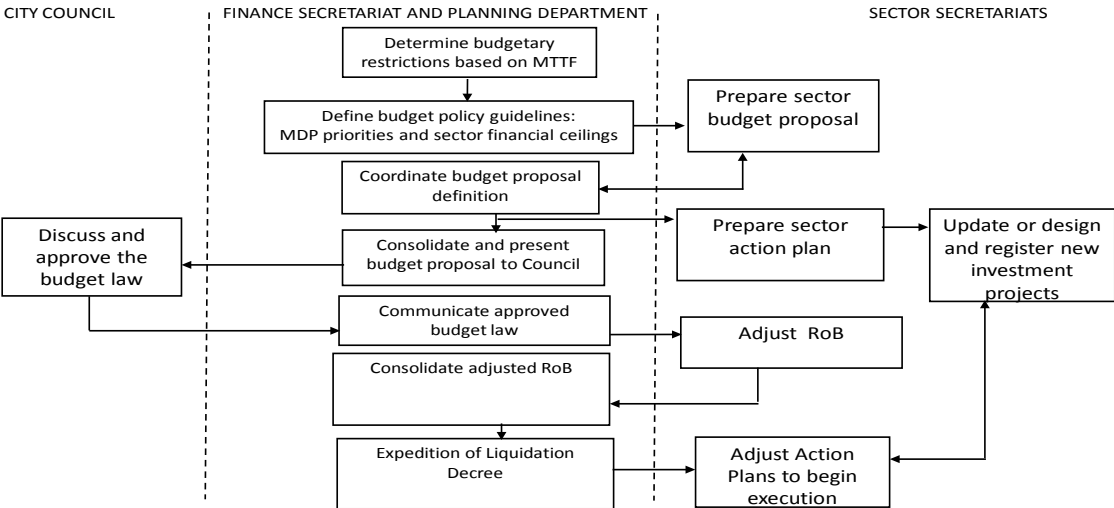 CITY COUNCIL
FINANCE SECRETARIAT AND PLANNING DEPARTMENT
SECTOR SECRETARIATS
Determine budgetary
restrictions based on MTTF
Define budget policy guidelines:
MDP priorities and sector financial ceilings
Prepare sector
budget proposal
Coordinate budget proposal
definition
Discuss and
approve the
budget law
Consolidate and present
budget proposal to Council
Prepare sector
action plan
Update or design
and register new
investment
projects
Communicate approved
budget law
Adjust RoB
Consolidate adjusted RoB
Expedition of Liquidation
Decree
Adjust Action
Plans to begin
execution